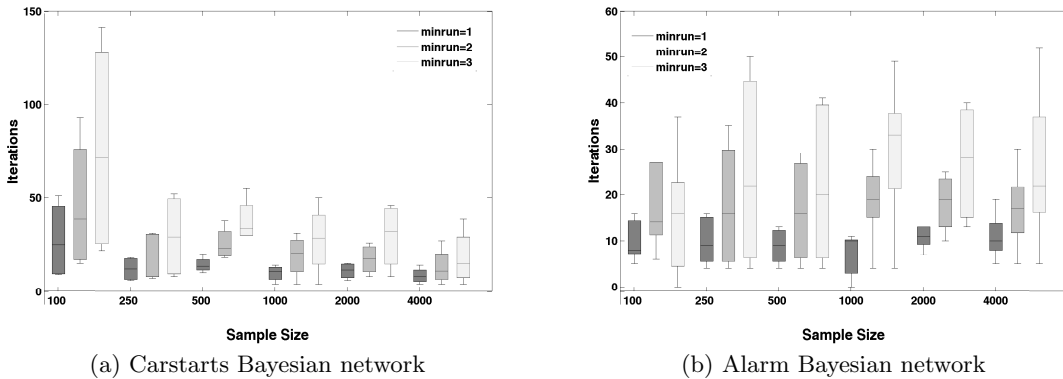 150
100
50
0
Iterations
minrun=1
minrun=2
minrun=3
100 250 500 1000 2000 4000
Sample Size
(a) Carstarts Bayesian network
60
50
40
30
20
10
0
Iterations
minrun=1
minrun=2
minrun=3
100 250 500 1000 2000 4000
Sample Size
(b) Alarm Bayesian network